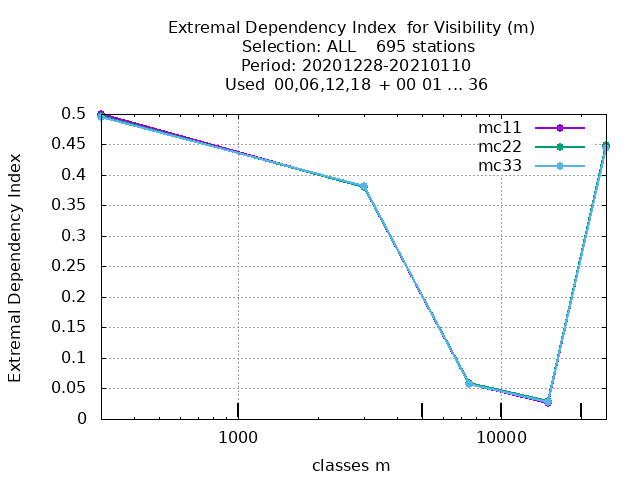 Extremal Dependency Index  for Visibility (m)
Selection: ALL    695 stations
Period: 20201228-20210110
Used  00,06,12,18  + 00 01 ... 36
0.5
0.45
0.4
0.35
0.3
0.25
0.2
0.15
0.1
0.05
0
Extremal Dependency Index
mc11
mc22
mc33
1000
10000
classes m